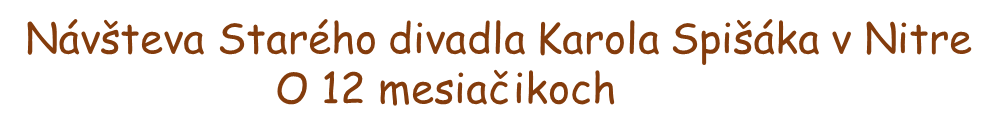 Návšteva Starého divadla Karola Spišáka v Nitre
O 12 mesiačikoch